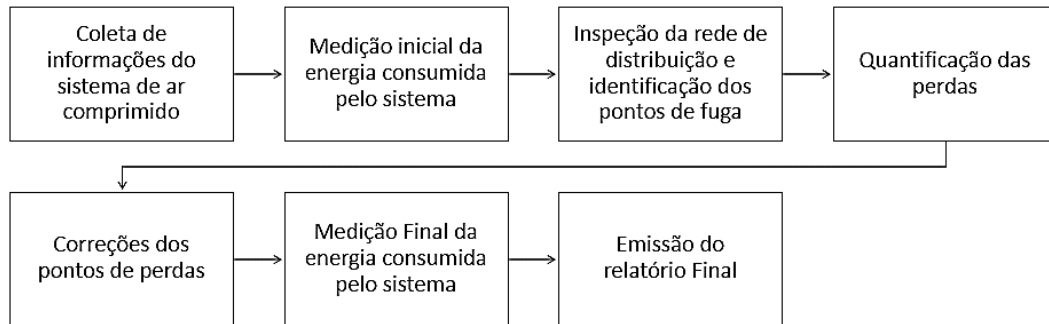 Coleta de
informações do
sistema de ar
comprimido
Medição inicial da
energia consumida
pelo sistema
Inspeção da rede de
distribuição e
identificação dos
pontos de fuga
Quantificação das
perdas
Correções dos
pontos de perdas
Medição Final da
energia consumida
pelo sistema
Emissão do
relatório Final